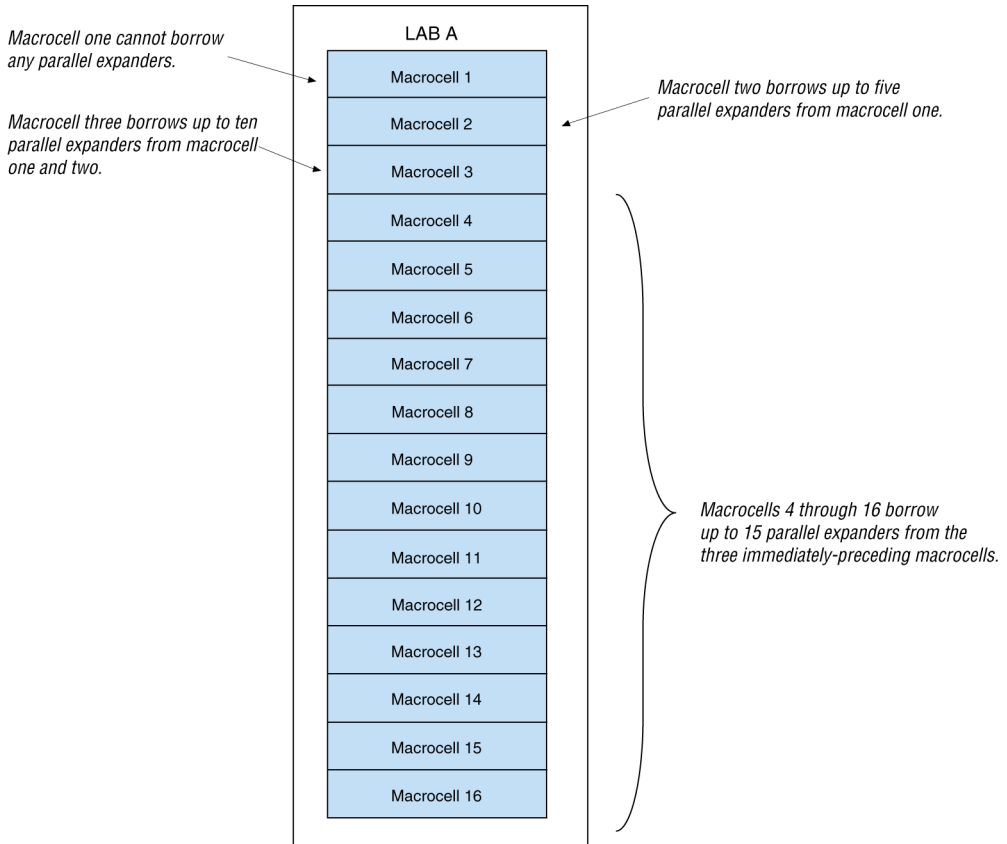 LAB A
Macrocell one cannot borrow
any parallel expanders.
Macrocell 1
Macrocell two borrows up to five
parallel expanders from macrocell one.
Macrocell 2
Macrocell three borrows up to ten
parallel expanders from macrocell
one and two.
Macrocell 3
Macrocell 4
Macrocell 5
Macrocell 6
Macrocell 7
Macrocell 8
Macrocell 9
Macrocell 10
Macrocells 4 through 16 borrow
up to 15 parallel expanders from the
three immediately-preceding macrocells.
Macrocell 11
Macrocell 12
Macrocell 13
Macrocell 14
Macrocell 15
Macrocell 16